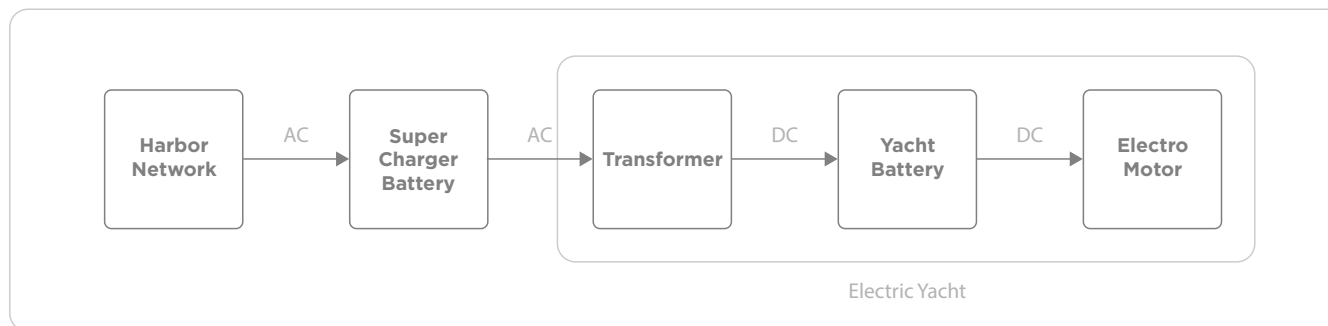 Harbor
Network
AC
Super
Charger
Battery
AC
Transformer
DC
Yacht
Battery
DC
Electro
Motor
Electric Yacht